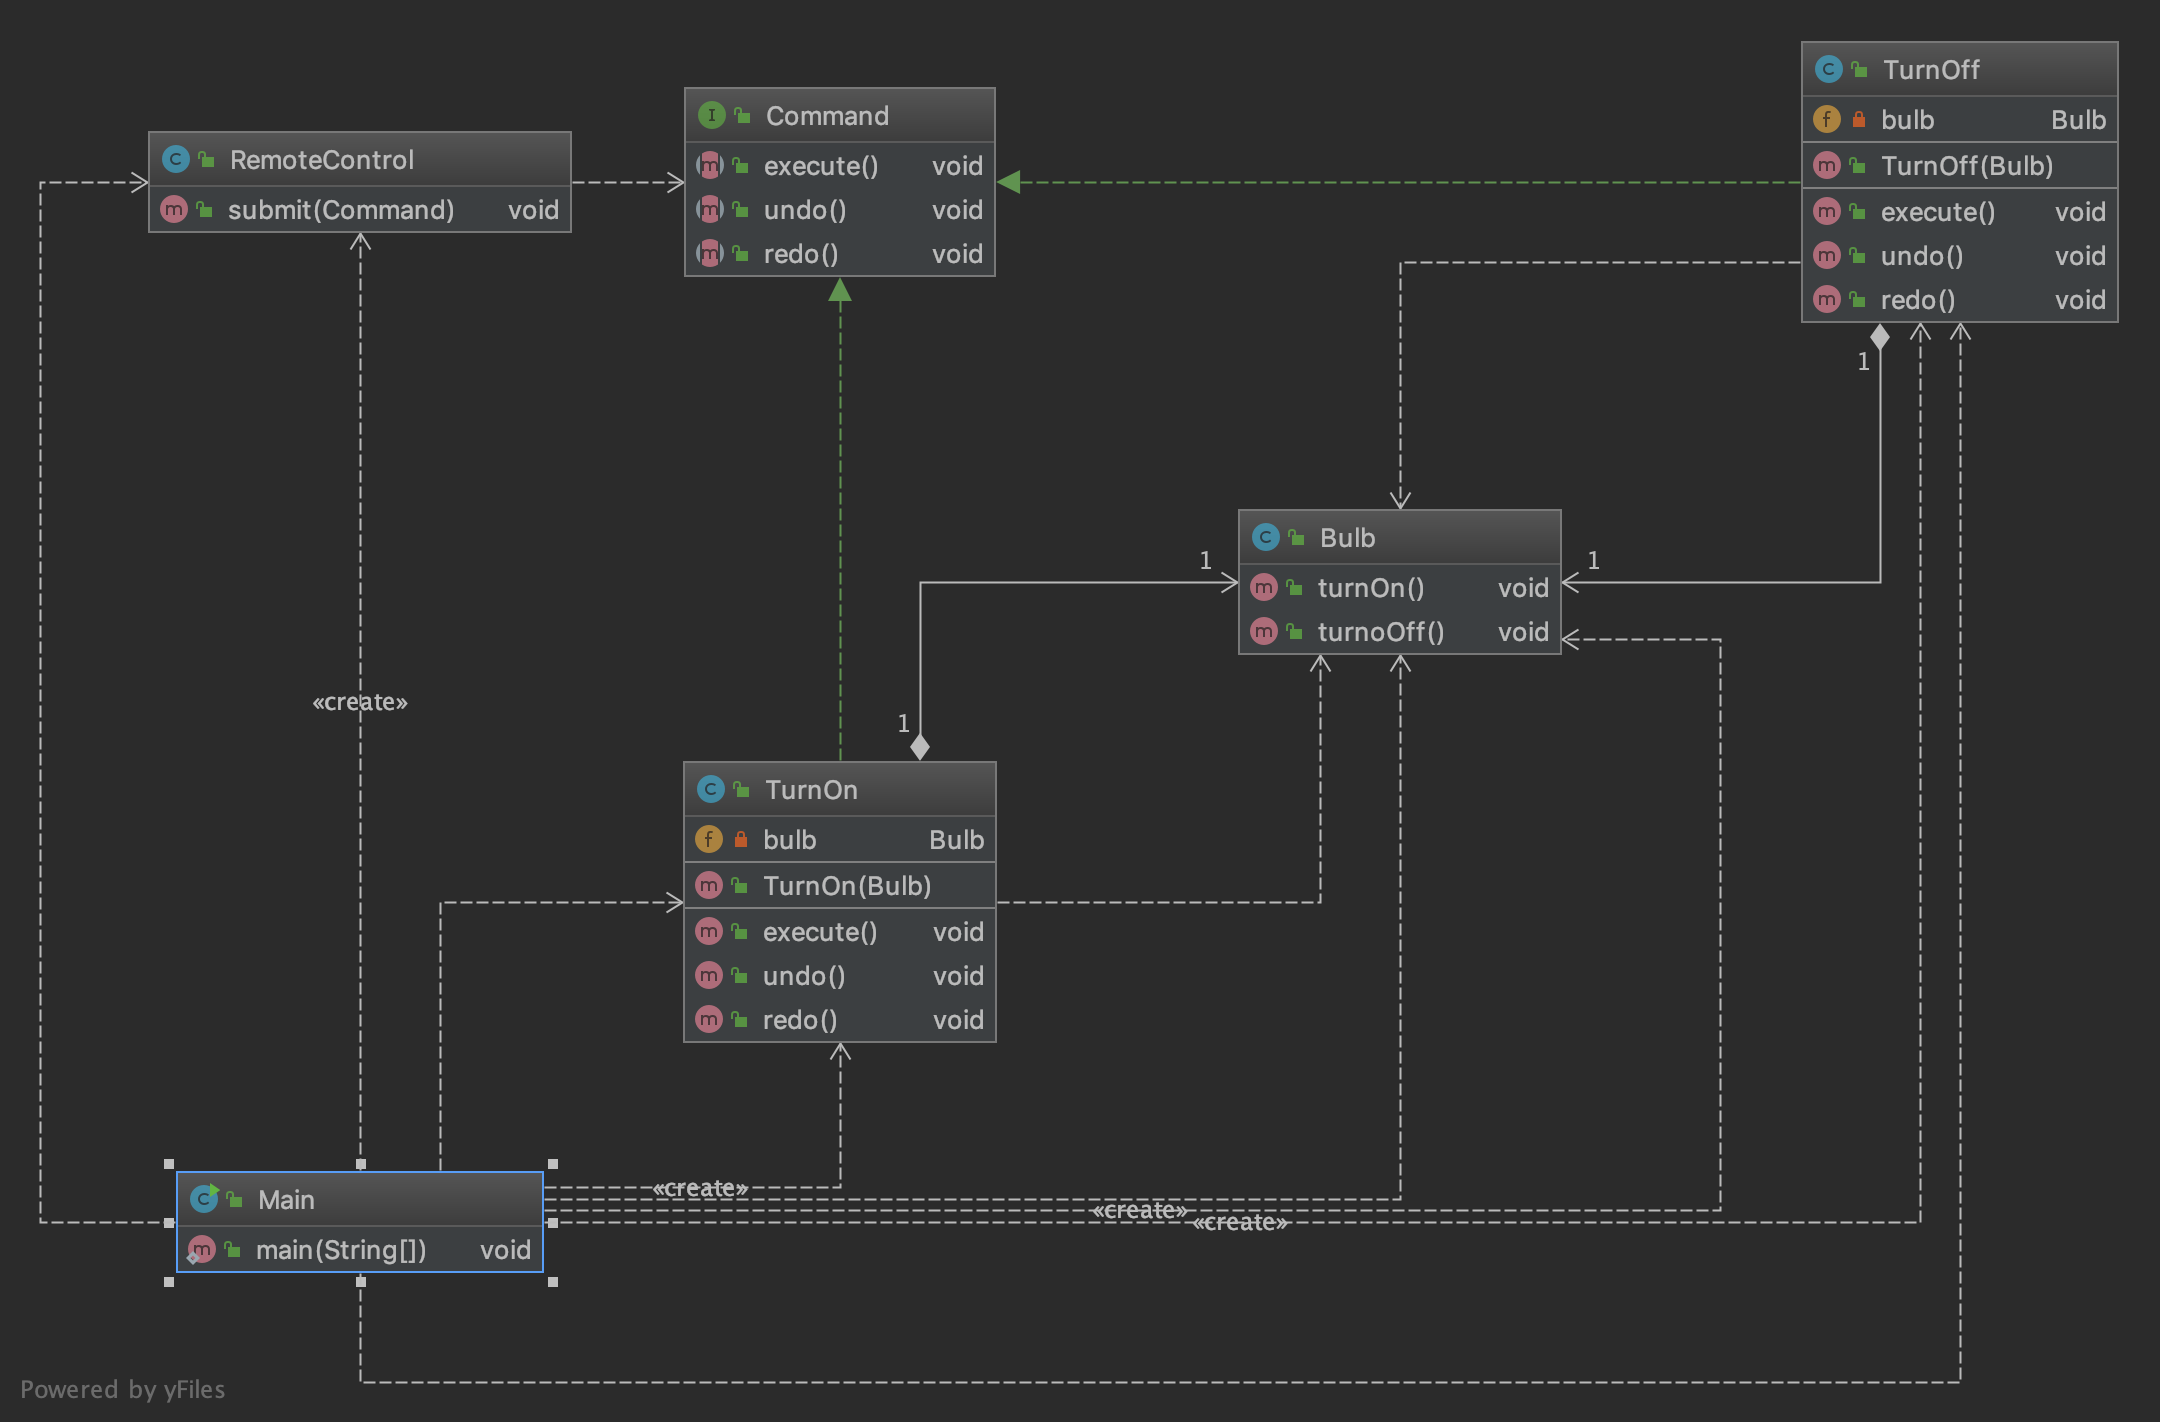 RemoteControl
submit(Command) void
Command
execute() void
undo() void
redo() void
TurnOff
bulb Bulb
TurnOff(Bulb)
execute() void
undo() void
redo() void
1
Bulb
turnOn() void
turnoOff() void
1
1
«create»
1
TurnOn
bulb Bulb
TurnOn(Bulb)
execute() void
undo() void
redo() void
Main
main(String[]) void
«create»
«create»
«create»
Powered by yFiles